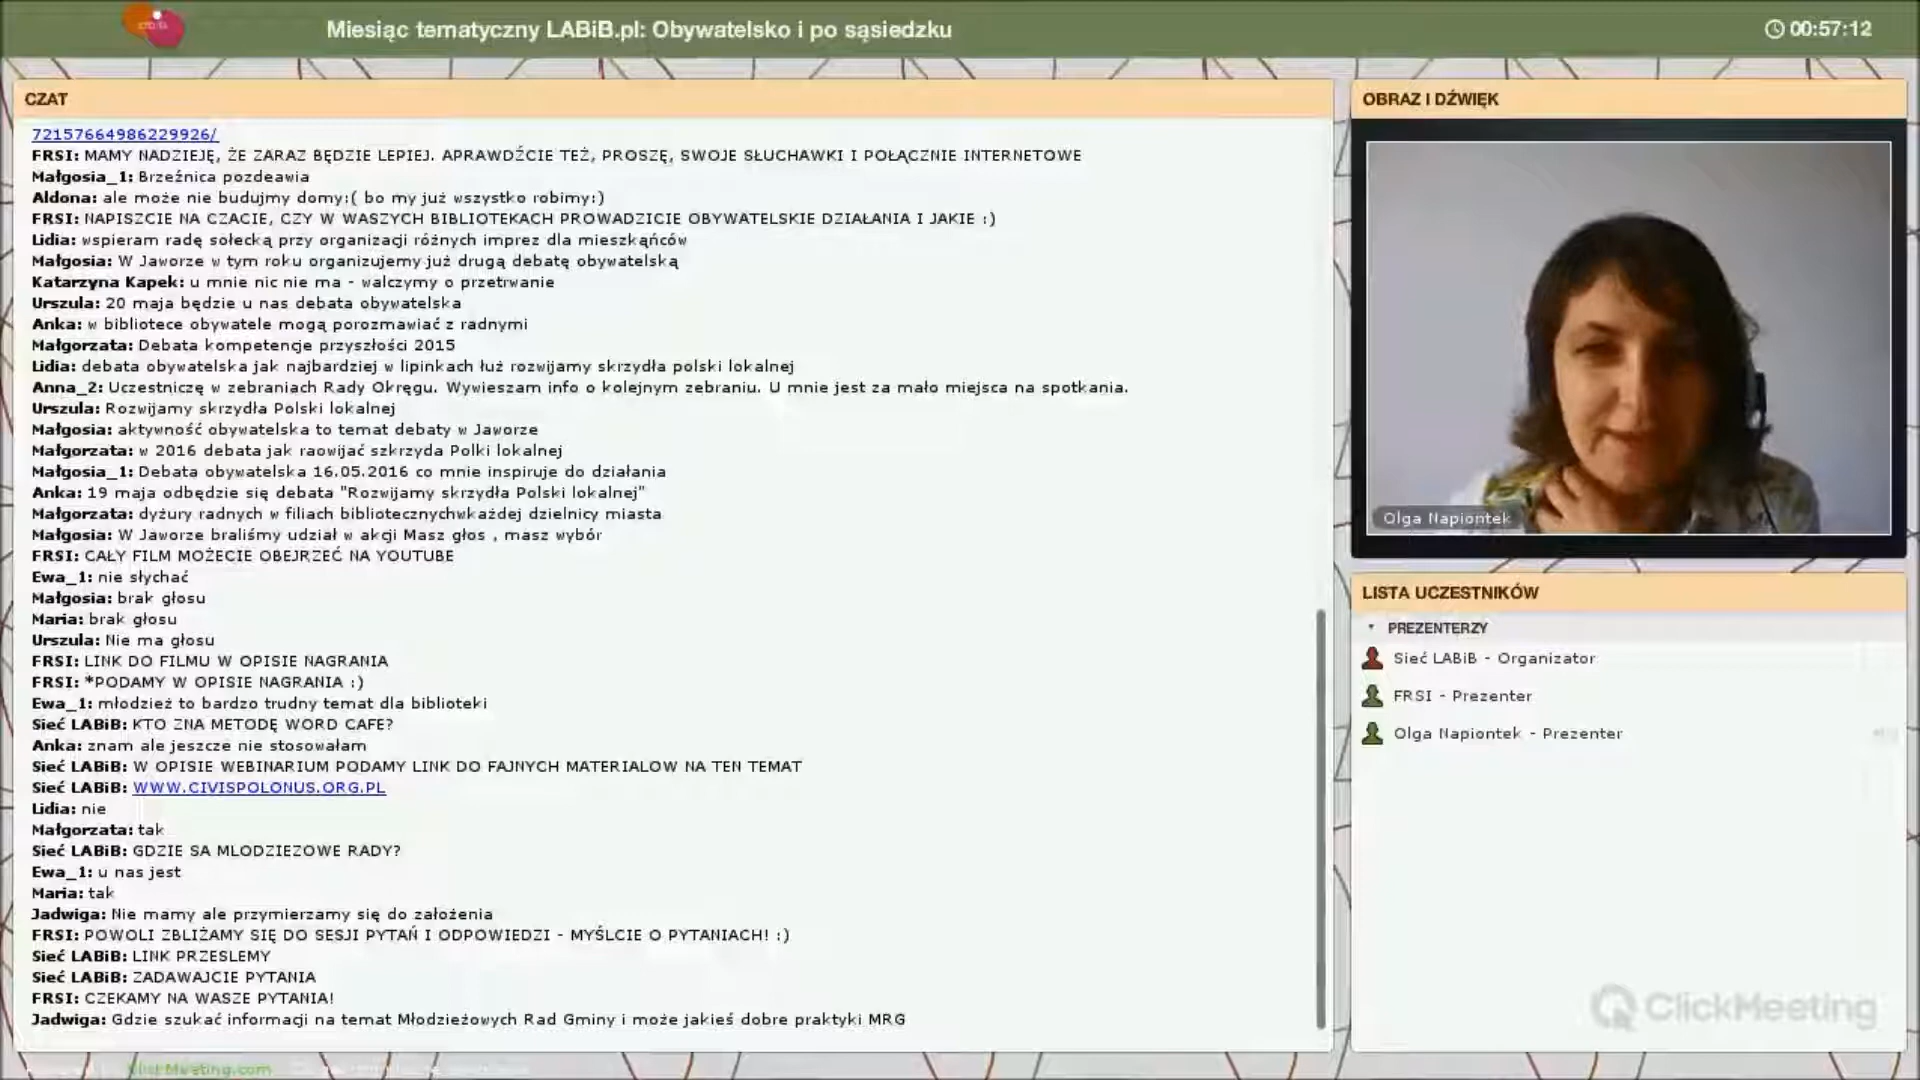 Miesiąc tematyczny LABiB.pl: Obywatelsko i po sąsiedzku
00:57:12
CZAT
72157664986229926/
FRSI: MAMY NADZIEJĘ, ŻE ZARAZ BĘDZIE LEPIEJ. APRAWDŹCIE TEŻ, PROSZĘ, SWOJE SŁUCHAWKI I POŁĄCZNIE INTERNETOWE
Małgosia_1: Brzeźnica pozdeawia
Aldona: ale może nie budujmy domy:( bo my już wszystko robimy:)
FRSI: NAPISZCIE NA CZACIE, CZY W WASZYCH BIBLIOTEKACH PROWADZICIE OBYWATELSKIE DZIAŁANIA I JAKIE :)
Lidia: wspieram radę sołecką przy organizacji różnych imprez dla mieszkąńców
Małgosia: W Jaworze w tym roku organizujemy już drugą debatę obywatelską
Katarzyna Kapek: u mnie nic nie ma - walczymy o przetrwanie
Urszula: 20 maja będzie u nas debata obywatelska
Anka: w bibliotece obywatele mogą porozmawiać z radnymi
Małgorzata: Debata kompetencje przyszłości 2015
Lidia: debata obywatelska jak najbardziej w lipinkach łuż rozwijamy skrzydła polski lokalnej
Anna_2: Uczestniczę w zebraniach Rady Okręgu. Wywieszam info o kolejnym zebraniu. U mnie jest za mało miejsca na spotkania.
Urszula: Rozwijamy skrzydła Polski lokalnej
Małgosia: aktywność obywatelska to temat debaty w Jaworze
Małgorzata: w 2016 debata jak raowijać szkrzyda Polki lokalnej
Małgosia_1: Debata obywatelska 16.05.2016 co mnie inspiruje do działania
Anka: 19 maja odbędzie się debata "Rozwijamy skrzydła Polski lokalnej"
Małgorzata: dyżury radnych w filiach bibliotecznychwkażdej dzielnicy miasta
Małgosia: W Jaworze braliśmy udział w akcji Masz głos , masz wybór
FRSI: CAŁY FILM MOŻECIE OBEJRZEĆ NA YOUTUBE
Ewa_1: nie słychać
Małgosia: brak głosu
Maria: brak głosu
Urszula: Nie ma głosu
FRSI: LINK DO FILMU W OPISIE NAGRANIA
FRSI: *PODAMY W OPISIE NAGRANIA :)
Ewa_1: młodzież to bardzo trudny temat dla biblioteki
Sieć LABiB: KTO ZNA METODĘ WORD CAFE?
Anka: znam ale jeszcze nie stosowałam
Sieć LABiB: W OPISIE WEBINARIUM PODAMY LINK DO FAJNYCH MATERIALOW NA TEN TEMAT
Sieć LABiB: WWW.CIVISPOLONUS.ORG.PL
Lidia: nie
Małgorzata: tak
Sieć LABiB: GDZIE SA MLODZIEZOWE RADY?
Ewa_1: u nas jest
Maria: tak
Jadwiga: Nie mamy ale przymierzamy się do założenia
FRSI: POWOLI ZBLIŻAMY SIĘ DO SESJI PYTAŃ I ODPOWIEDZI - MYŚLCIE O PYTANIACH! :)
Sieć LABiB: LINK PRZESLEMY
Sieć LABiB: ZADAWAJCIE PYTANIA
FRSI: CZEKAMY NA WASZE PYTANIA!
Jadwiga: Gdzie szukać informacji na temat Młodzieżowych Rad Gminy i może jakieś dobre praktyki MRG
OBRAZ I DŹWIĘK
Olga Napiontek
LISTA UCZESTNIKÓW
PREZENTERZY
Sieć LABiB - Organizator
FRSI - Prezenter
Olga Napiontek - Prezenter
ClickMeeting
ClickMeeting.com